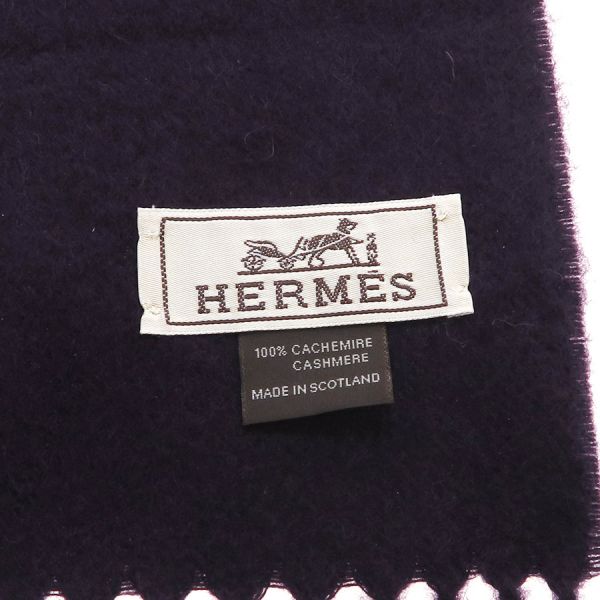 HERMÈS
100% CACHEMIRE
CASHMERE
MADE IN SCOTLAND